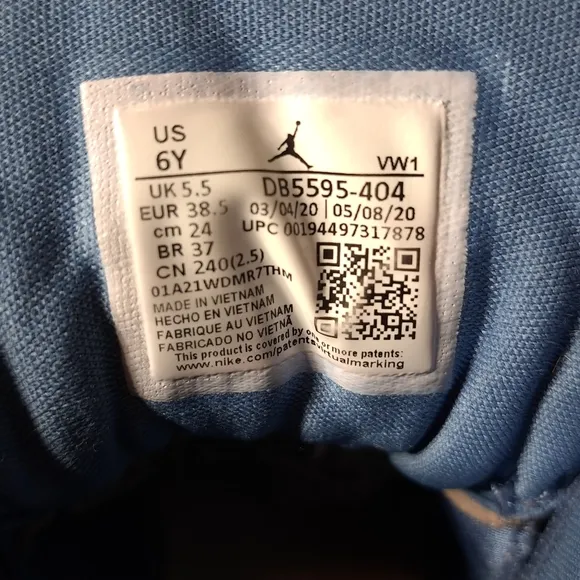 US
6Y
VW1
UK 5.5
DB5595-404
EUR 38.5
03/04/20 | 05/08/20
cm 24
UPC 00194497317878
BR 37
CN 240(2.5)
01A21WDMR7THM
MADE IN VIETNAM
HECHO EN VIETNAM
FABRIQUE AU VIETNAM
FABRICADO NO VIETNÃ
This product is covered by one or more patents:
www.nike.com/patentsvirtualmarking